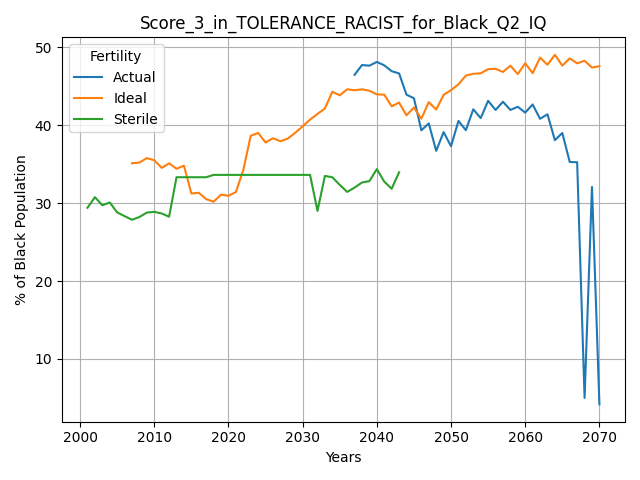 Score_3_in_TOLERANCE_RACIST_for_Black_Q2_IQ
Fertility
Actual
Ideal
Sterile
% of Black Population
50
40
30
20
10
2000 2010 2020 2030 2040 2050 2060 2070
Years